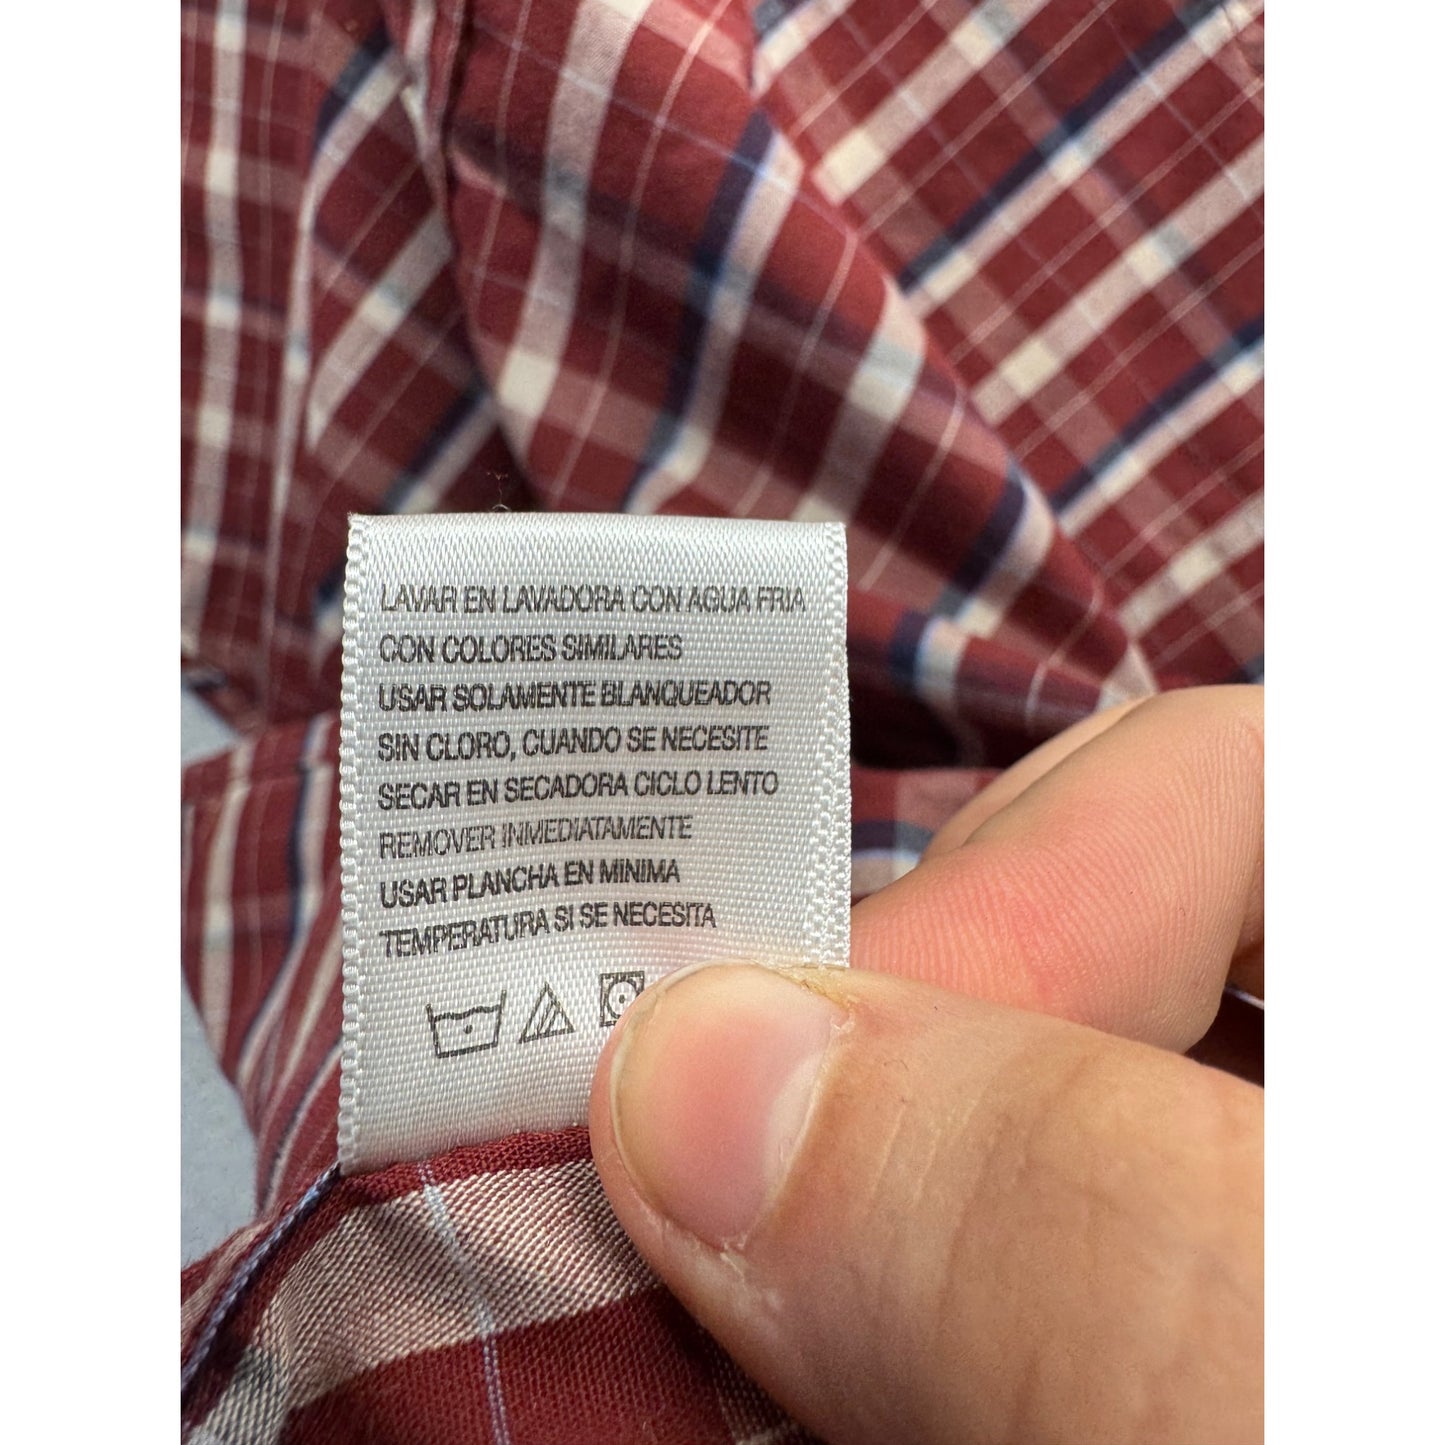 LAVAR EN LAVADORA CON AGUA FRIA
CON COLORES SIMILARES
USAR SOLAMENTE BLANQUEADOR
SIN CLORO, CUANDO SE NECESITE
SECAR EN SECADORA CICLO LENTO
REMOVER INMEDIATAMENTE
USAR PLANCHA EN MINIMA
TEMPERATURA SI SE NECESITA